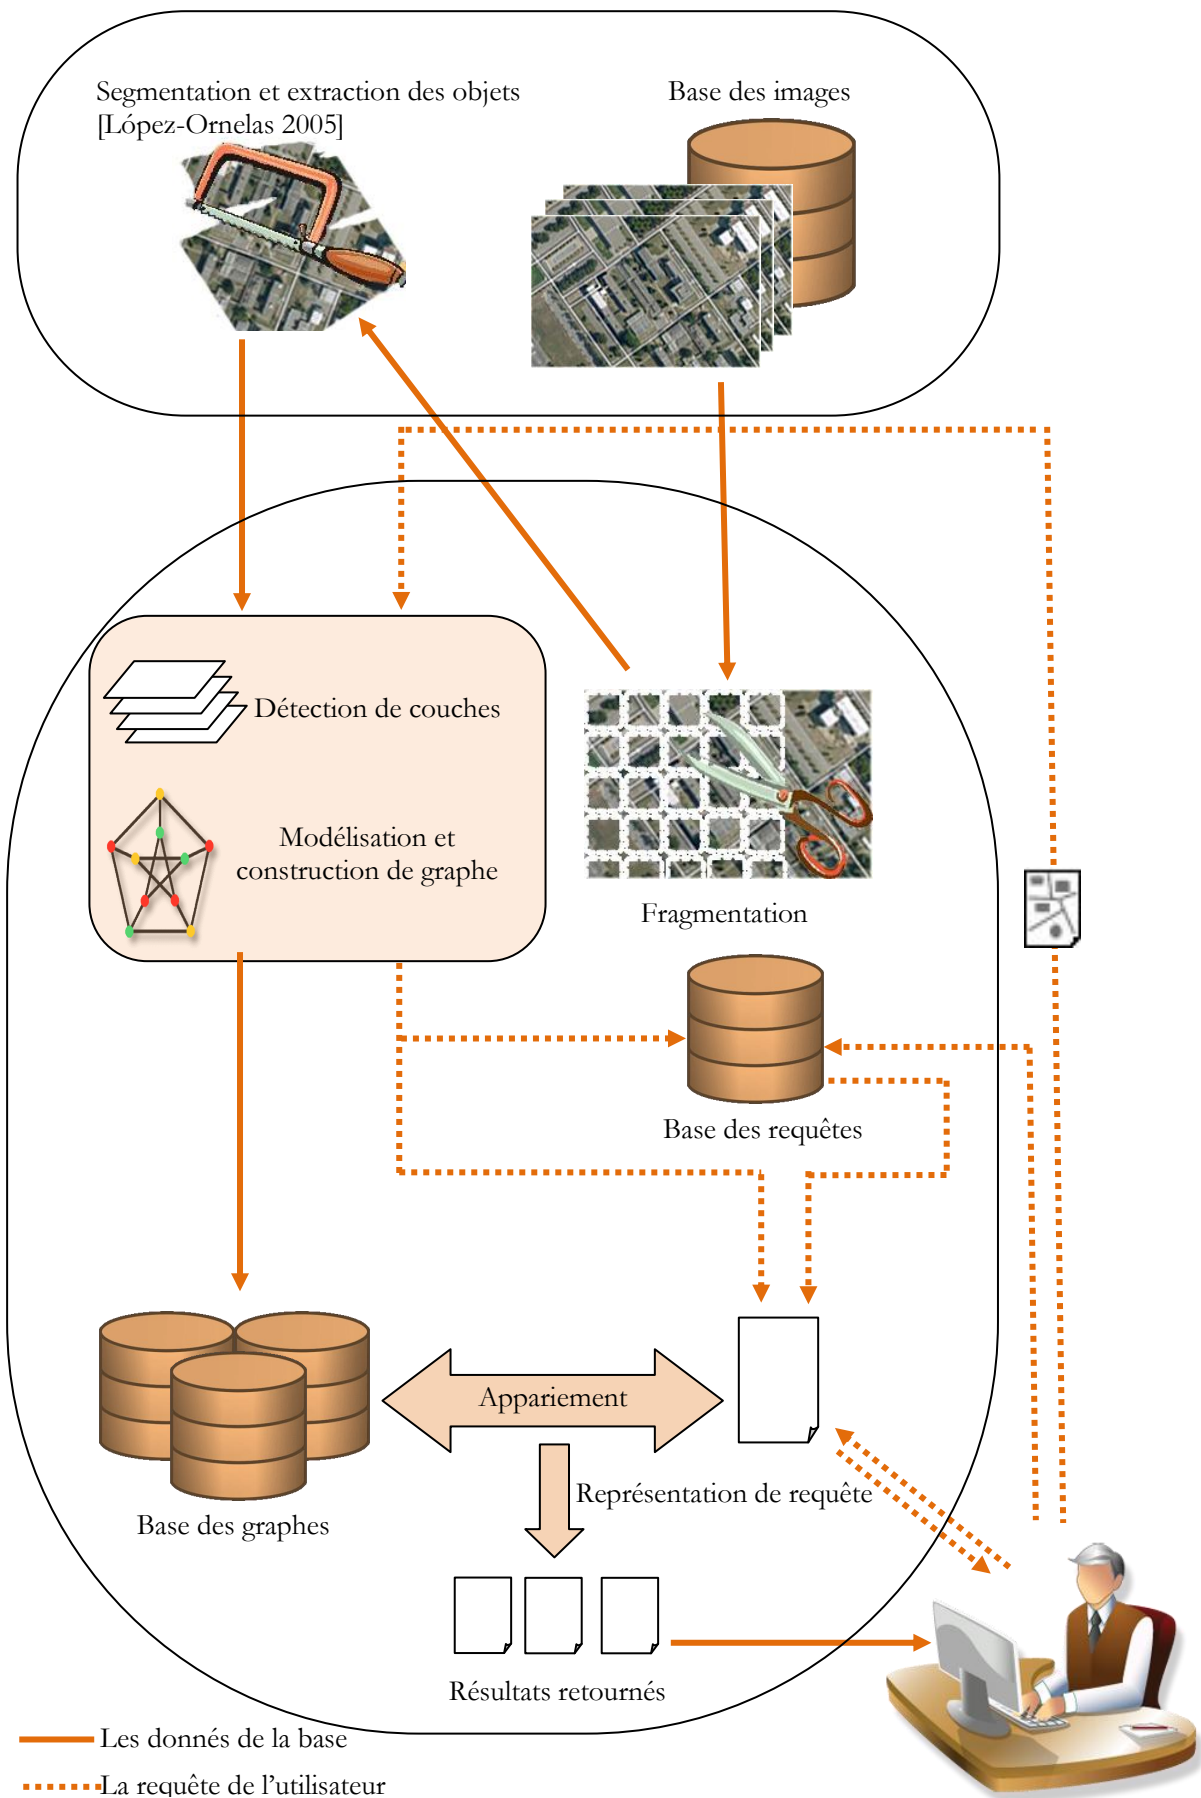 Segmentation et extraction des objets
[López-Ornelas 2005]
Base des images
Détection de couches
Modélisation et
construction de graphe
Fragmentation
Base des requêtes
Appariement
Représentation de requête
Base des graphes
Résultats retournés
Les donnés de la base
La requête de l’utilisateur